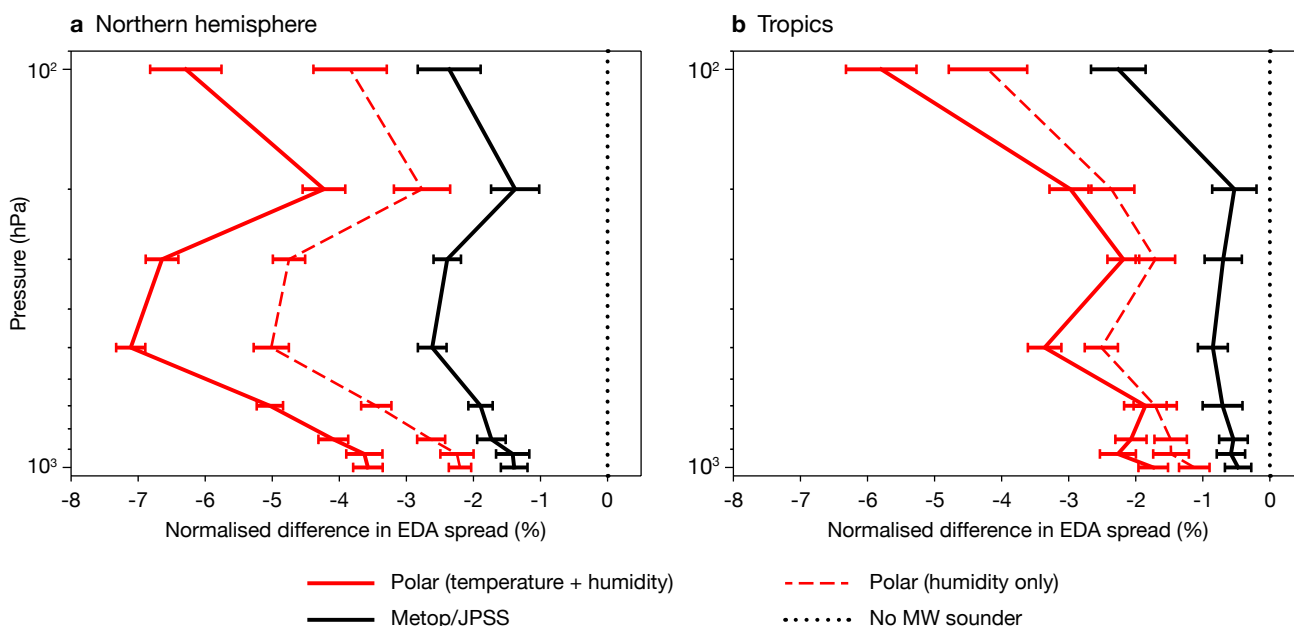 a Northern hemisphere
b Tropics
10²
10³
Pressure (hPa)
-8 -7 -6 -5 -4 -3 -2 -1 0
Normalised difference in EDA spread (%)
10²
10³
-8 -7 -6 -5 -4 -3 -2 -1 0
Normalised difference in EDA spread (%)
Polar (temperature + humidity)
Polar (humidity only)
Metop/JPSS
No MW sounder